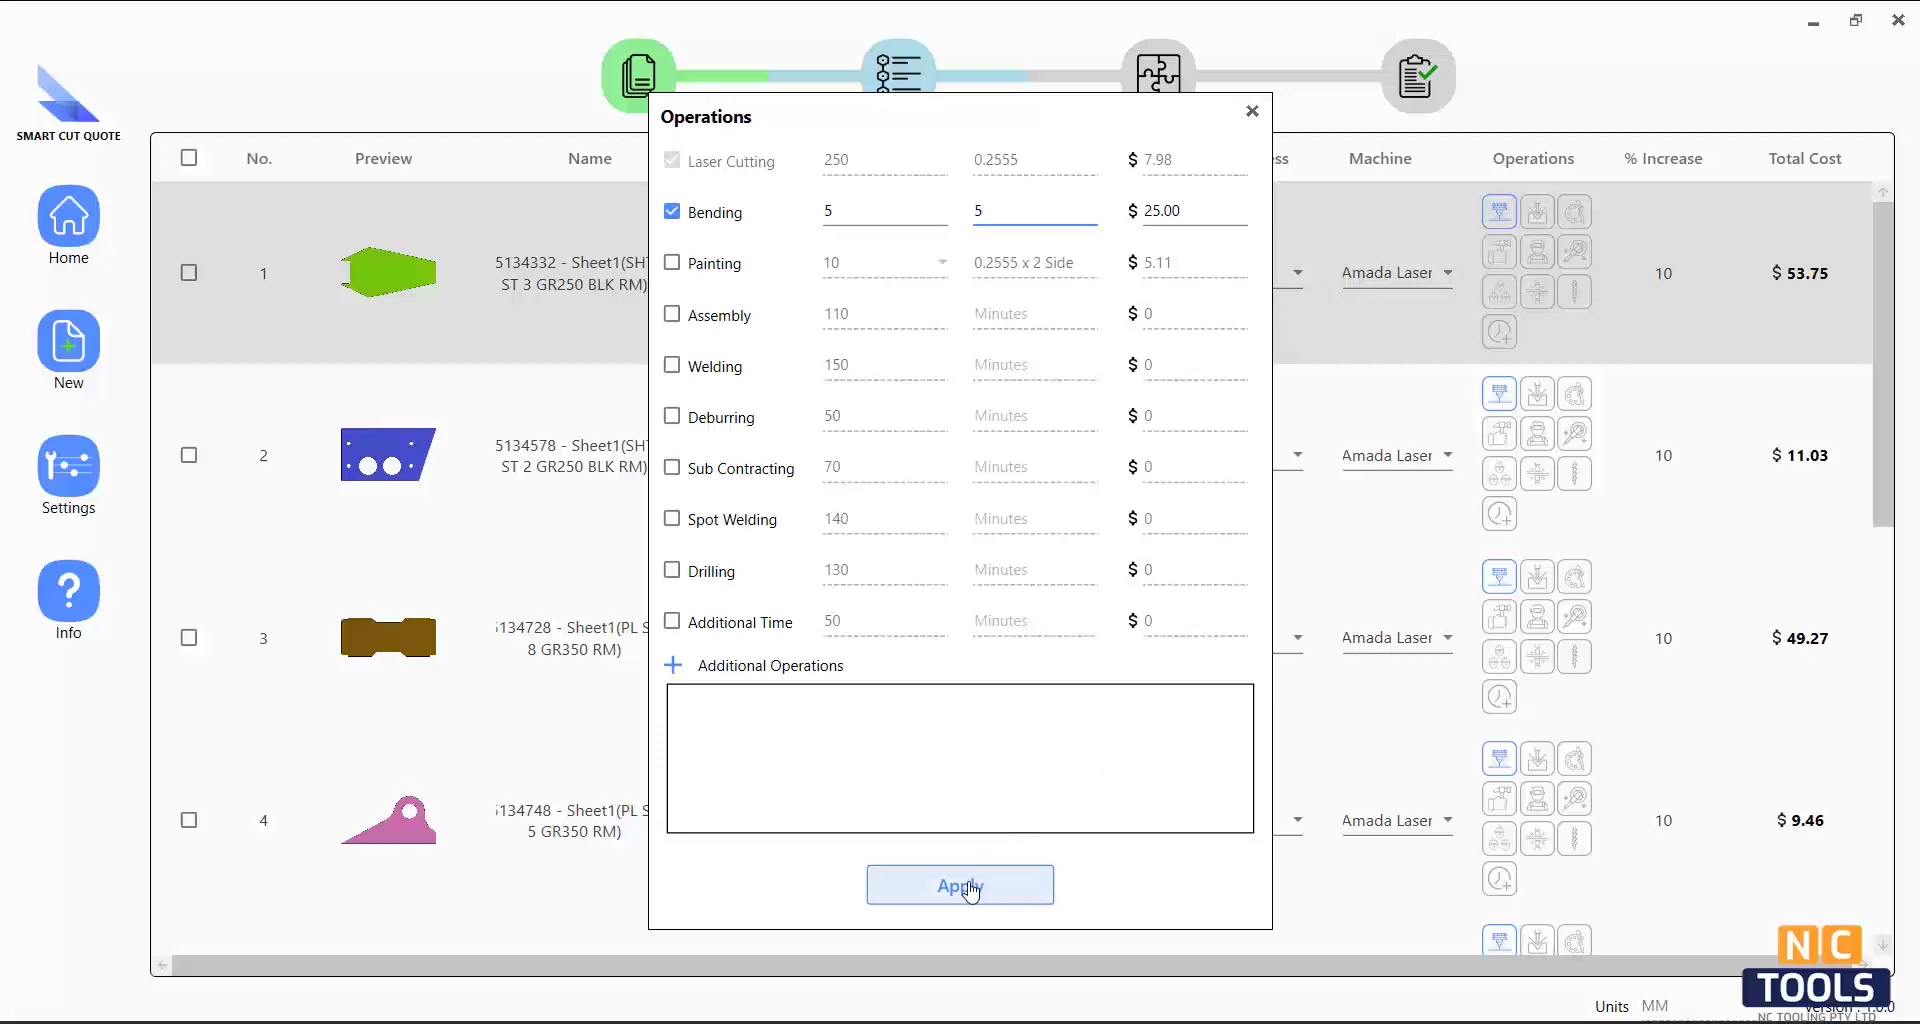 SMART CUT QUOTE
Home
New
Settings
Info
No.
Preview
Name
Machine
Operations
% Increase
Total Cost
1
5134332 - Sheet1(SH
ST 3 GR250 BLK RM)
Amada Laser
10
$ 53.75
2
5134578 - Sheet1(SH
ST 2 GR250 BLK RM)
Amada Laser
10
$ 11.03
3
5134728 - Sheet1(PL S
8 GR350 RM)
Amada Laser
10
$ 49.27
4
5134748 - Sheet1(PL S
5 GR350 RM)
Amada Laser
10
$ 9.46
Operations
Laser Cutting 250 0.2555 $ 7.98
Bending 5 5 $ 25.00
Painting 10 0.2555 x 2 Side $ 5.11
Assembly 110 Minutes $ 0
Welding 150 Minutes $ 0
Deburring 50 Minutes $ 0
Sub Contracting 70 Minutes $ 0
Spot Welding 140 Minutes $ 0
Drilling 130 Minutes $ 0
Additional Time 50 Minutes $ 0
Additional Operations
Apply
Units MM
NC
TOOLS
NC TOOLING PTY LTD